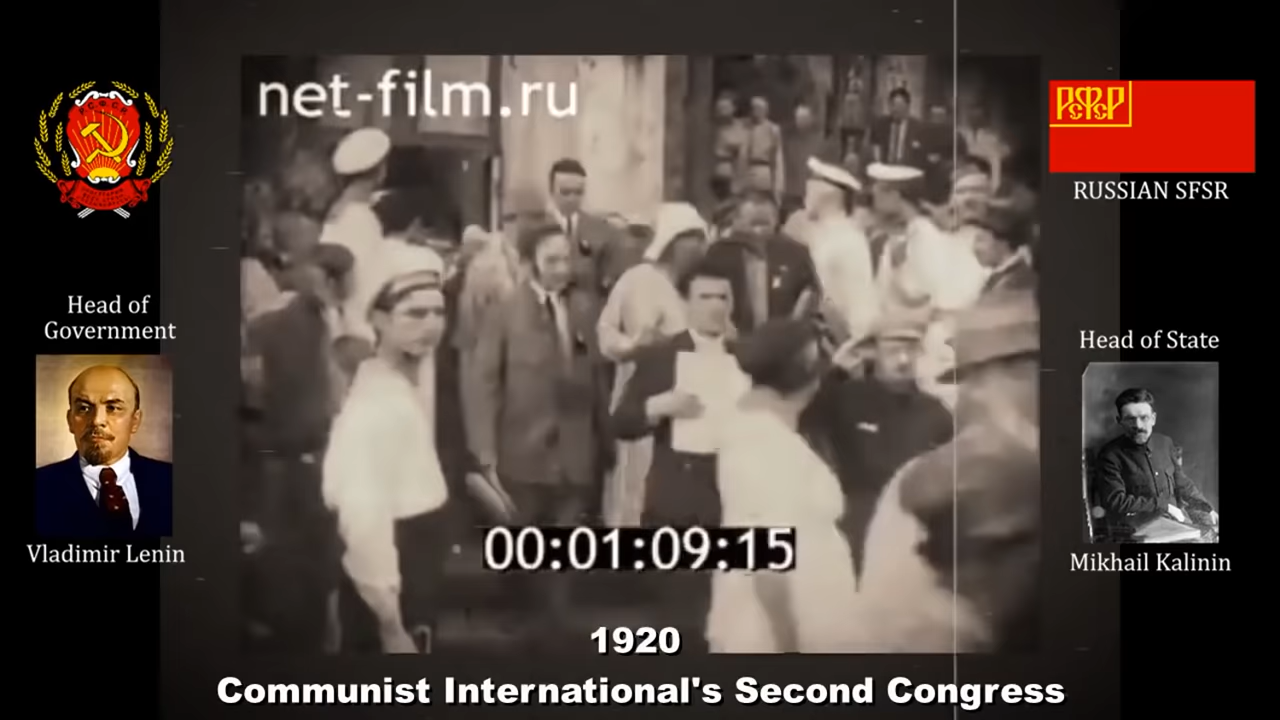 net-film.ru
РСФСР
RUSSIAN SFSR
Head of
Government
Head of State
Vladimir Lenin
Mikhail Kalinin
00:01:09:15
1920
Communist International's Second Congress